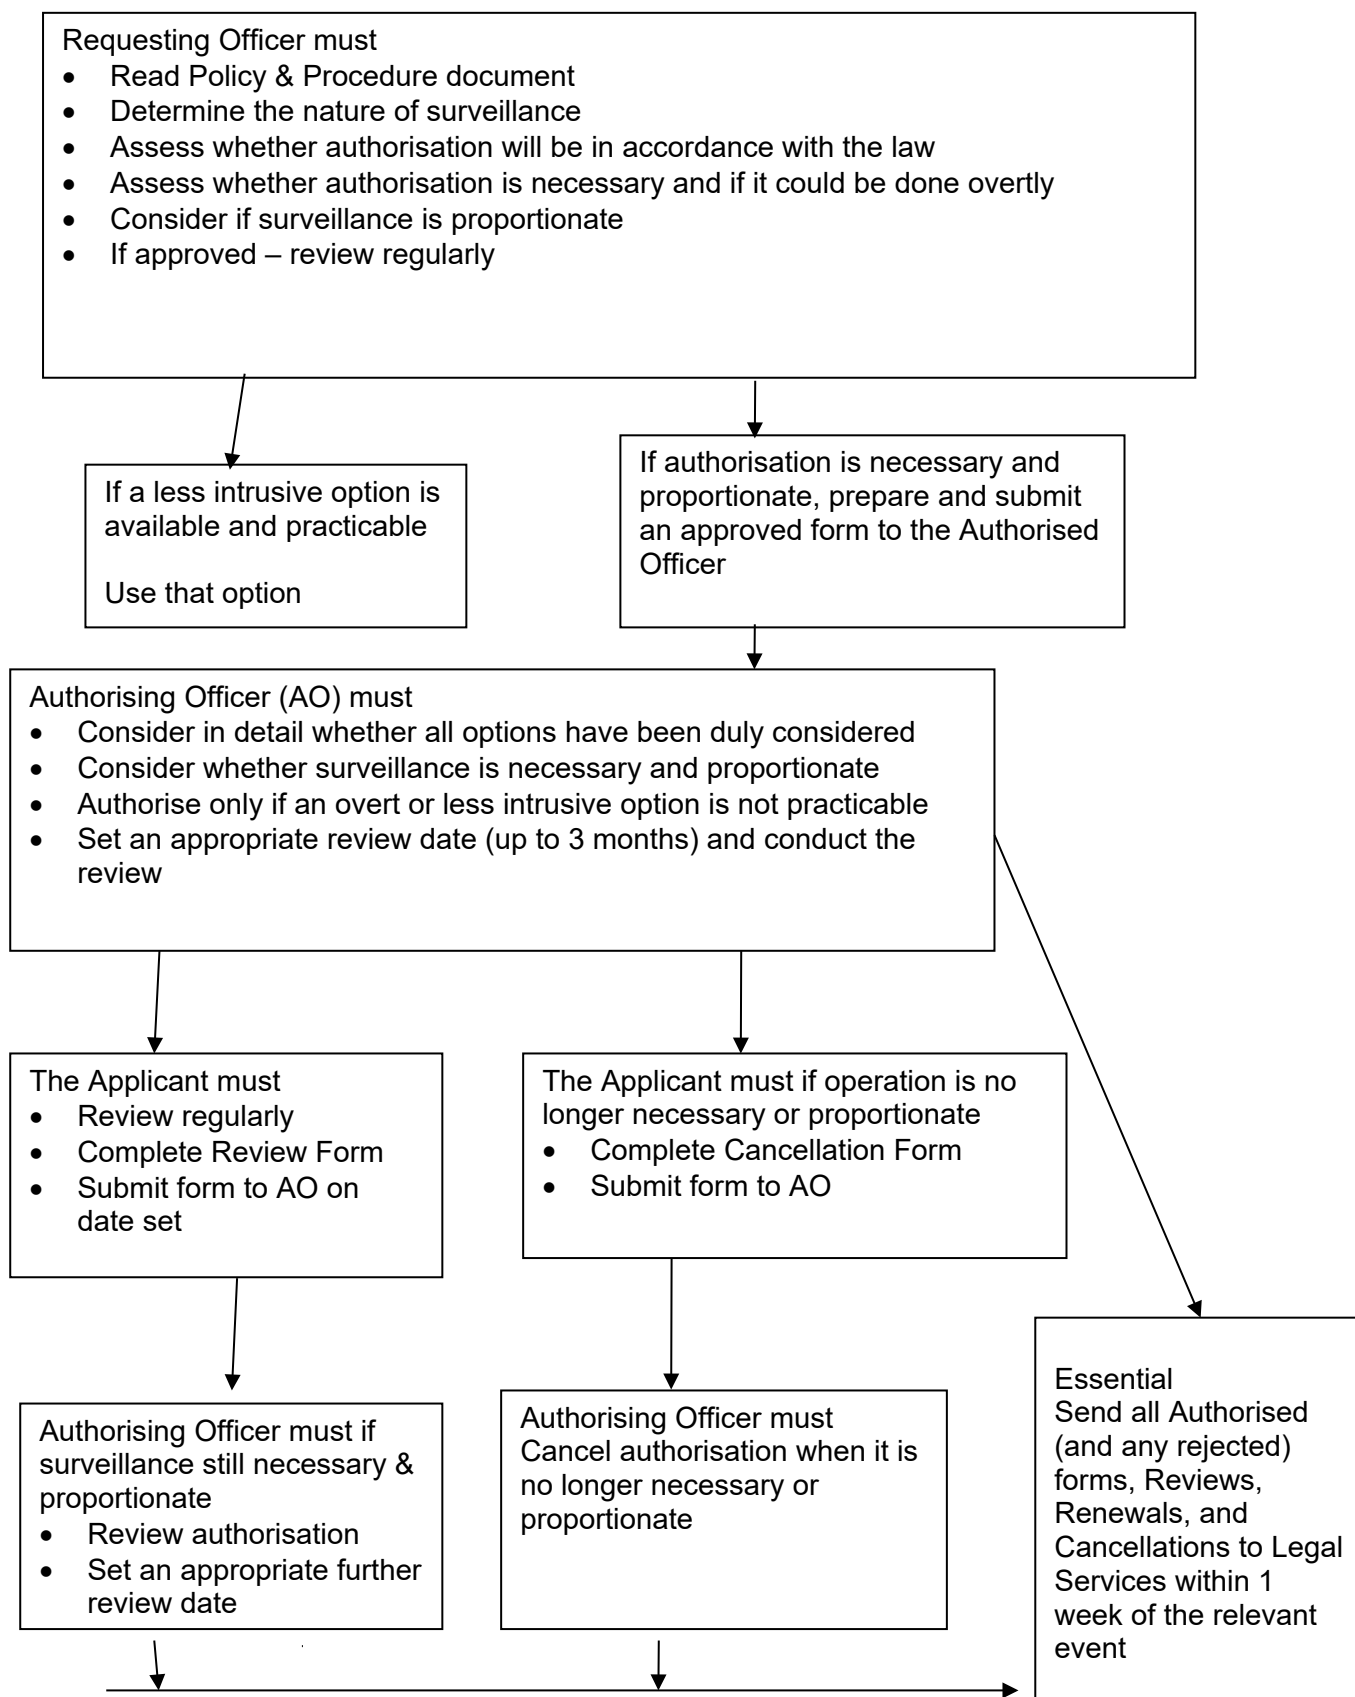 Requesting Officer must
• Read Policy & Procedure document
• Determine the nature of surveillance
• Assess whether authorisation will be in accordance with the law
• Assess whether authorisation is necessary and if it could be done overtly
• Consider if surveillance is proportionate
• If approved – review regularly
If a less intrusive option is
available and practicable
Use that option
If authorisation is necessary and
proportionate, prepare and submit
an approved form to the Authorised
Officer
Authorising Officer (AO) must
• Consider in detail whether all options have been duly considered
• Consider whether surveillance is necessary and proportionate
• Authorise only if an overt or less intrusive option is not practicable
• Set an appropriate review date (up to 3 months) and conduct the
review
The Applicant must
• Review regularly
• Complete Review Form
• Submit form to AO on
date set
The Applicant must if operation is no
longer necessary or proportionate
• Complete Cancellation Form
• Submit form to AO
Authorising Officer must if
surveillance still necessary &
proportionate
• Review authorisation
• Set an appropriate further
review date
Authorising Officer must
Cancel authorisation when it is
no longer necessary or
proportionate
Essential
Send all Authorised
(and any rejected)
forms, Reviews,
Renewals, and
Cancellations to Legal
Services within 1
week of the relevant
event